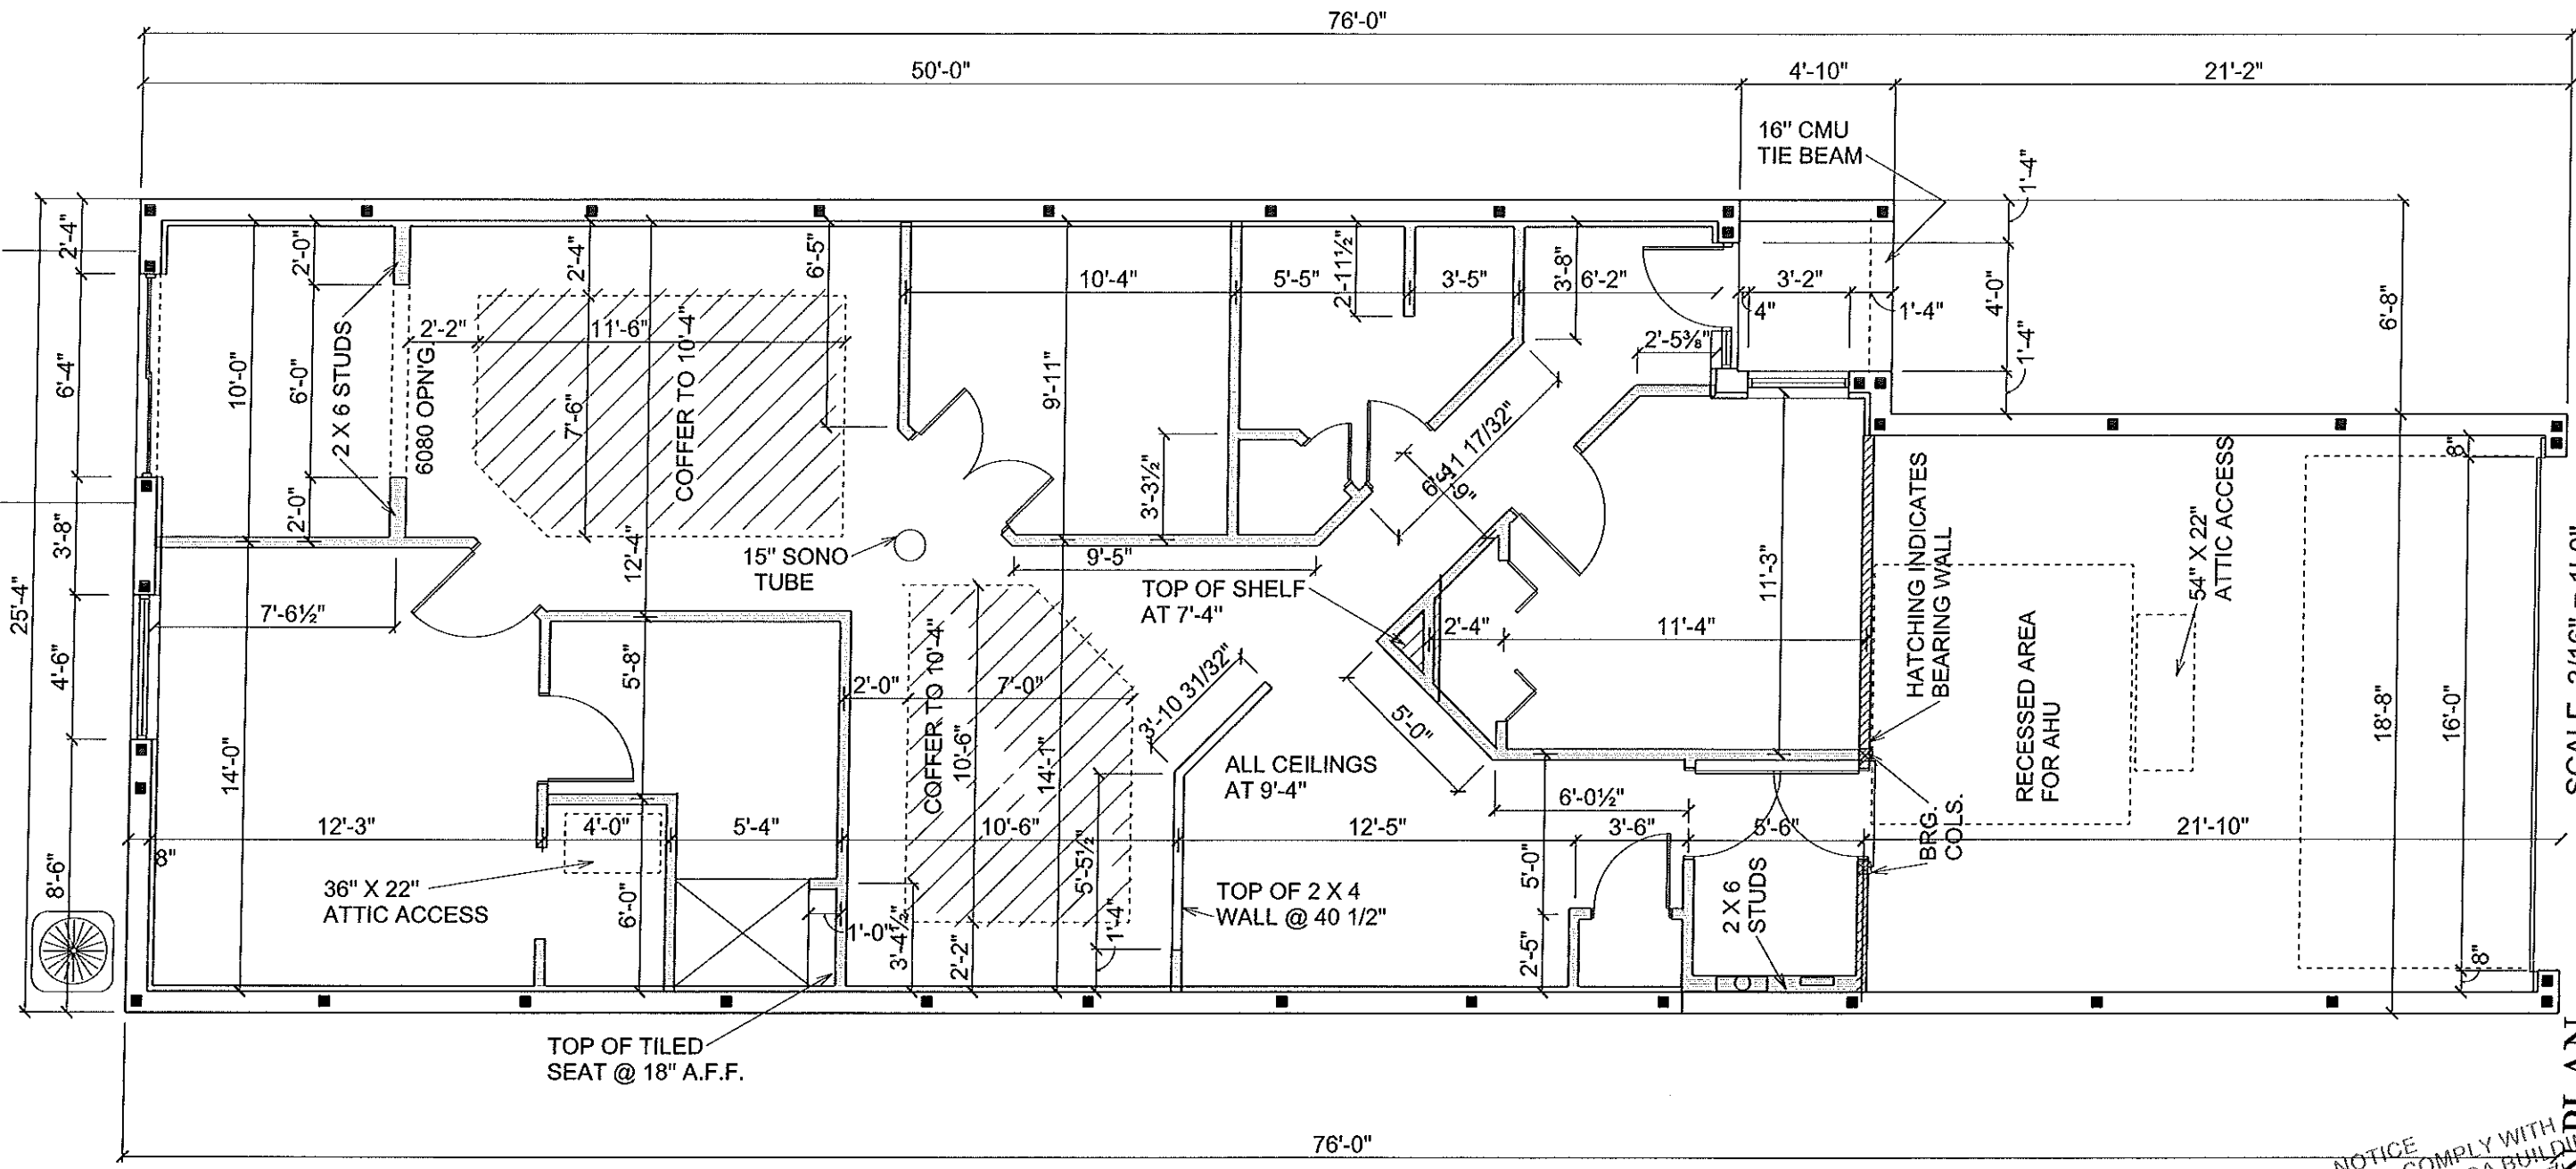 76'-0"
50'-0"
4'-10"
21'-2"
16" CMU
TIE BEAM
1'-4"
2'-4"
2'-0"
2'-4"
6'-5"
2'-11½"
3'-8"
10'-4"
5'-5"
3'-5"
6'-2"
3'-2"
4"
1'-4"
4'-0"
6'-8"
2'-2"
11'-6"
2'-5⅜"
1'-4"
6'-4"
10'-0"
6'-0"
2 X 6 STUDS
6080 OPN'G.
7'-6"
COFFER TO 10'-4"
9'-11"
3'-3½"
11 17/32"
8"
HATCHING INDICATES
BEARING WALL
54" X 22"
ATTIC ACCESS
3'-8"
2'-0"
12'-4"
15" SONO
TUBE
9'-5"
TOP OF SHELF
AT 7'-4"
11'-3"
25'-4"
7'-6½"
2'-4"
11'-4"
4'-6"
5'-8"
2'-0"
7'-0"
COFFER TO 10'-4"
3'-10 31/32"
5'-0"
RECESSED AREA
FOR AHU
18'-8"
16'-0"
SCALE 3/16" = 1'-0"
14'-0"
10'-6"
14'-1"
ALL CEILINGS
AT 9'-4"
6'-0½"
BRG.
COLS.
12'-3"
4'-0"
5'-4"
10'-6"
12'-5"
3'-6"
5'-6"
21'-10"
8"
8'-6"
36" X 22"
ATTIC ACCESS
6'-0"
1'-0"
3'-4½"
2'-2"
5'-5½"
1'-4"
TOP OF 2 X 4
WALL @ 40 1/2"
5'-0"
2'-5"
2 X 6
STUDS
8"
TOP OF TILED
SEAT @ 18" A.F.F.
76'-0"
PLAN
NOTICE
COMPLY WITH